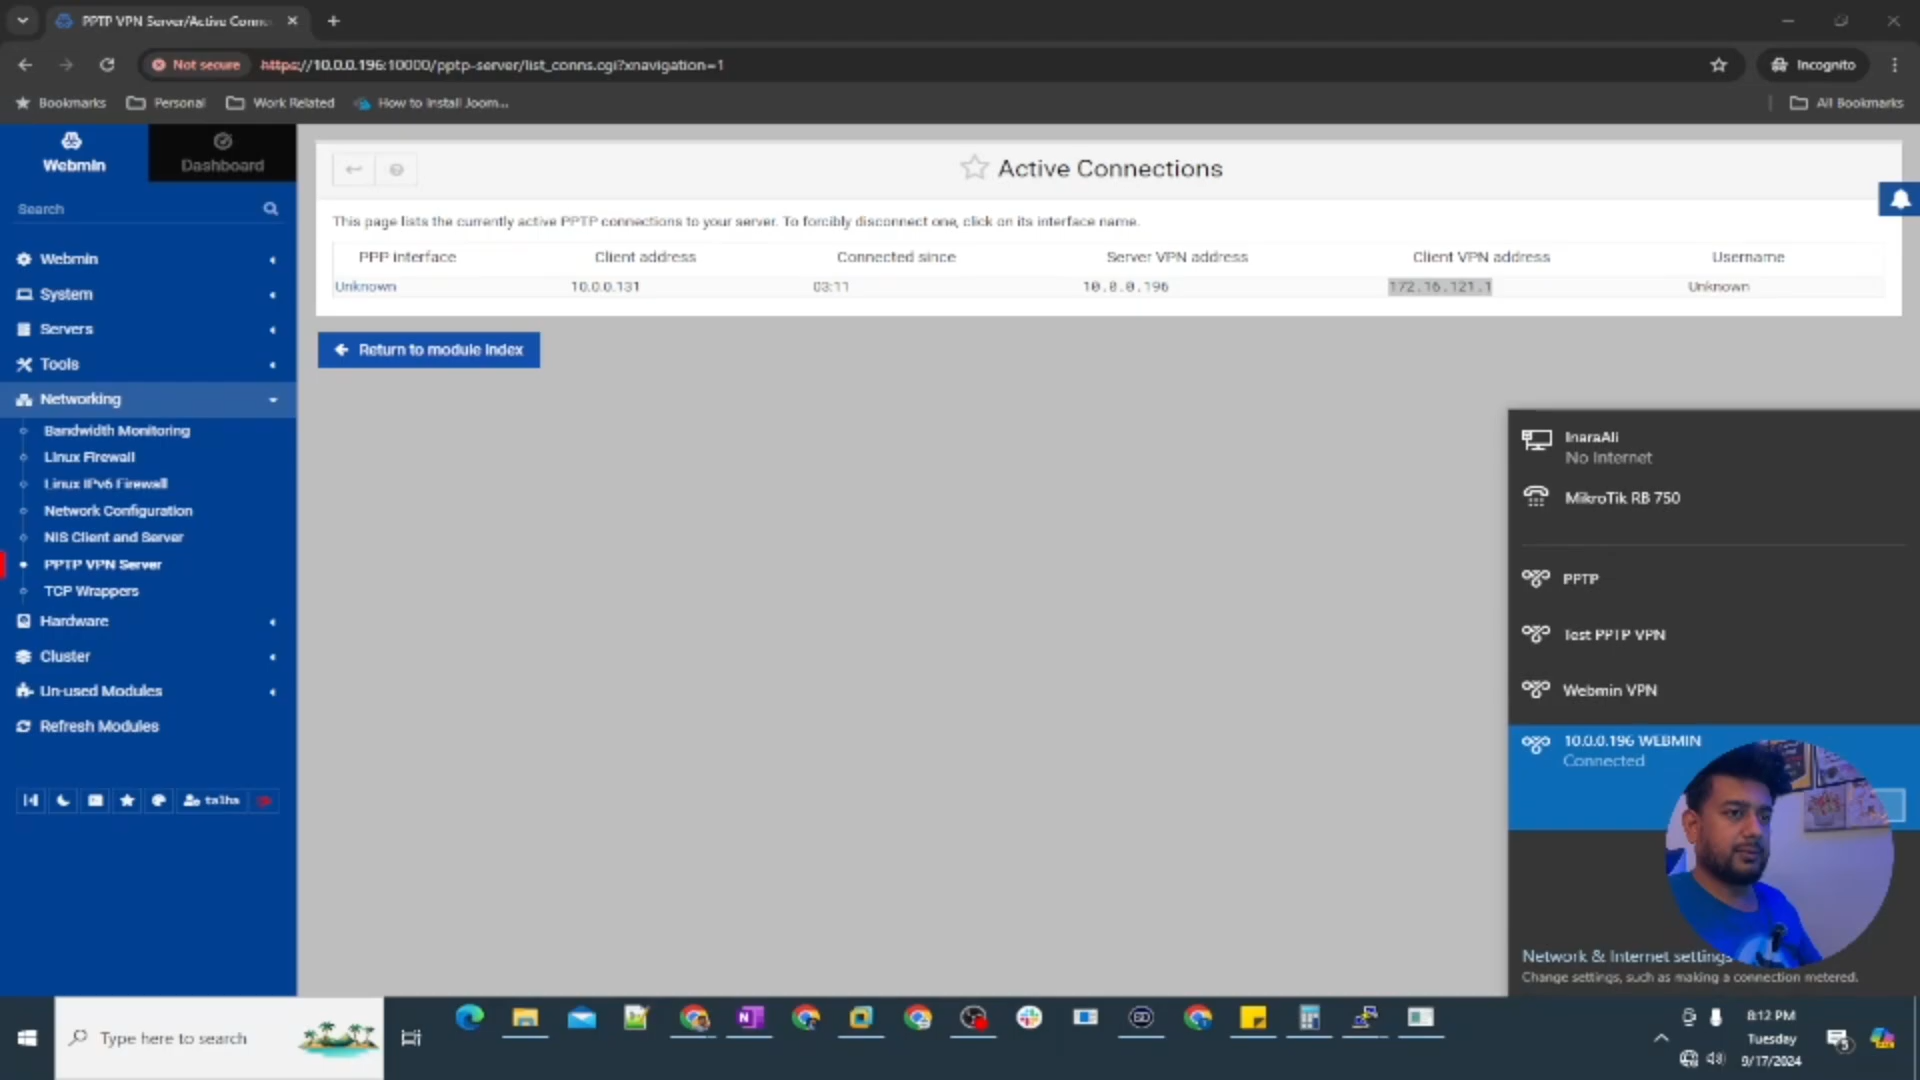 PPTP VPN Server/Active Conne
Not secure
https://10.0.0.196:10000/pptp-server/list_conns.cgi?xnavigation=1
Incognito
Bookmarks
Personal
Work Related
How to Install Joom...
All Bookmarks
Webmin
Dashboard
Search
Webmin
System
Servers
Tools
Networking
Bandwidth Monitoring
Linux Firewall
Linux IPv6 Firewall
Network Configuration
NIS Client and Server
PPTP VPN Server
TCP Wrappers
Hardware
Cluster
Un-used Modules
Refresh Modules
talha
Active Connections
This page lists the currently active PPTP connections to your server. To forcibly disconnect one, click on its interface name.
PPP interface Client address Connected since Server VPN address Client VPN address Username
Unknown 10.0.0.131 03:11 10.0.0.196 172.16.121.1 Unknown
Return to module index
InaraAli
No Internet
MikroTik RB 750
PPTP
Test PPTP VPN
Webmin VPN
10.0.0.196 WEBMIN
Connected
Network & Internet settings
Change settings, such as making a connection metered.
Type here to search
8:12 PM
Tuesday
9/17/2024